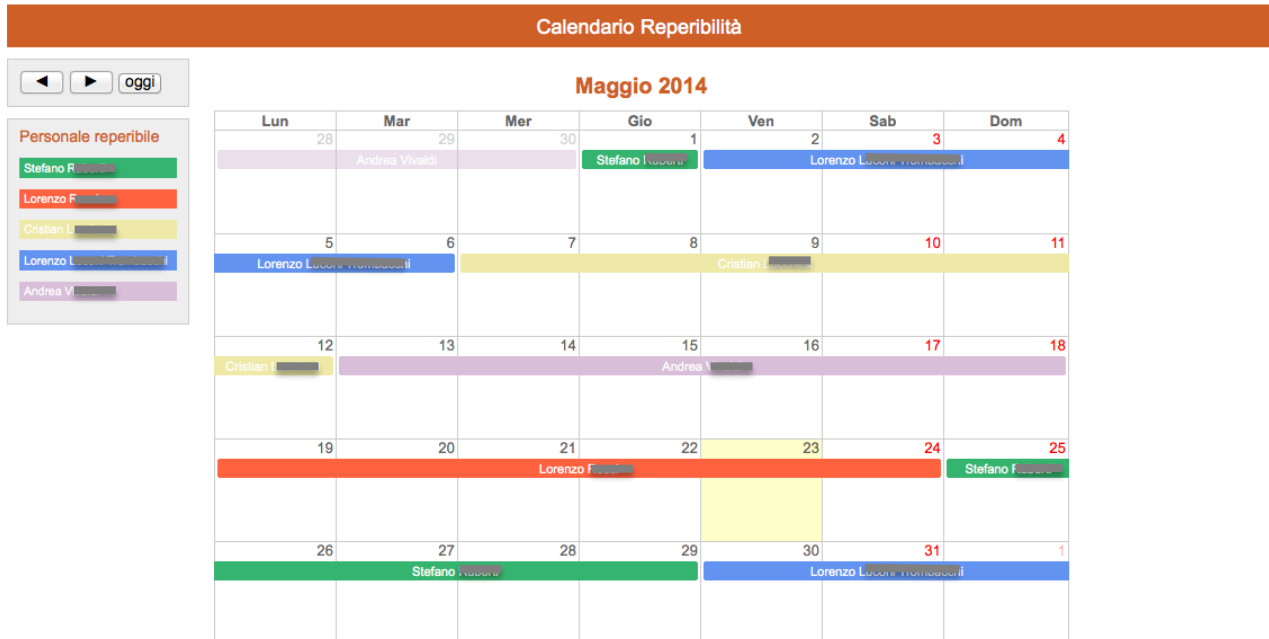 Calendario Reperibilità
◄ ► oggi
Maggio 2014
Personale reperibile
Stefano
Lorenzo
Cristian
Lorenzo
Andrea
Lun Mar Mer Gio Ven Sab Dom
28 29 30 1 2 3 4
Andrea Vivaldi Stefano Lorenzo
5 6 7 8 9 10 11
Lorenzo Cristian
12 13 14 15 16 17 18
Cristian Andrea
19 20 21 22 23 24 25
Lorenzo Stefano
26 27 28 29 30 31 1
Stefano Lorenzo